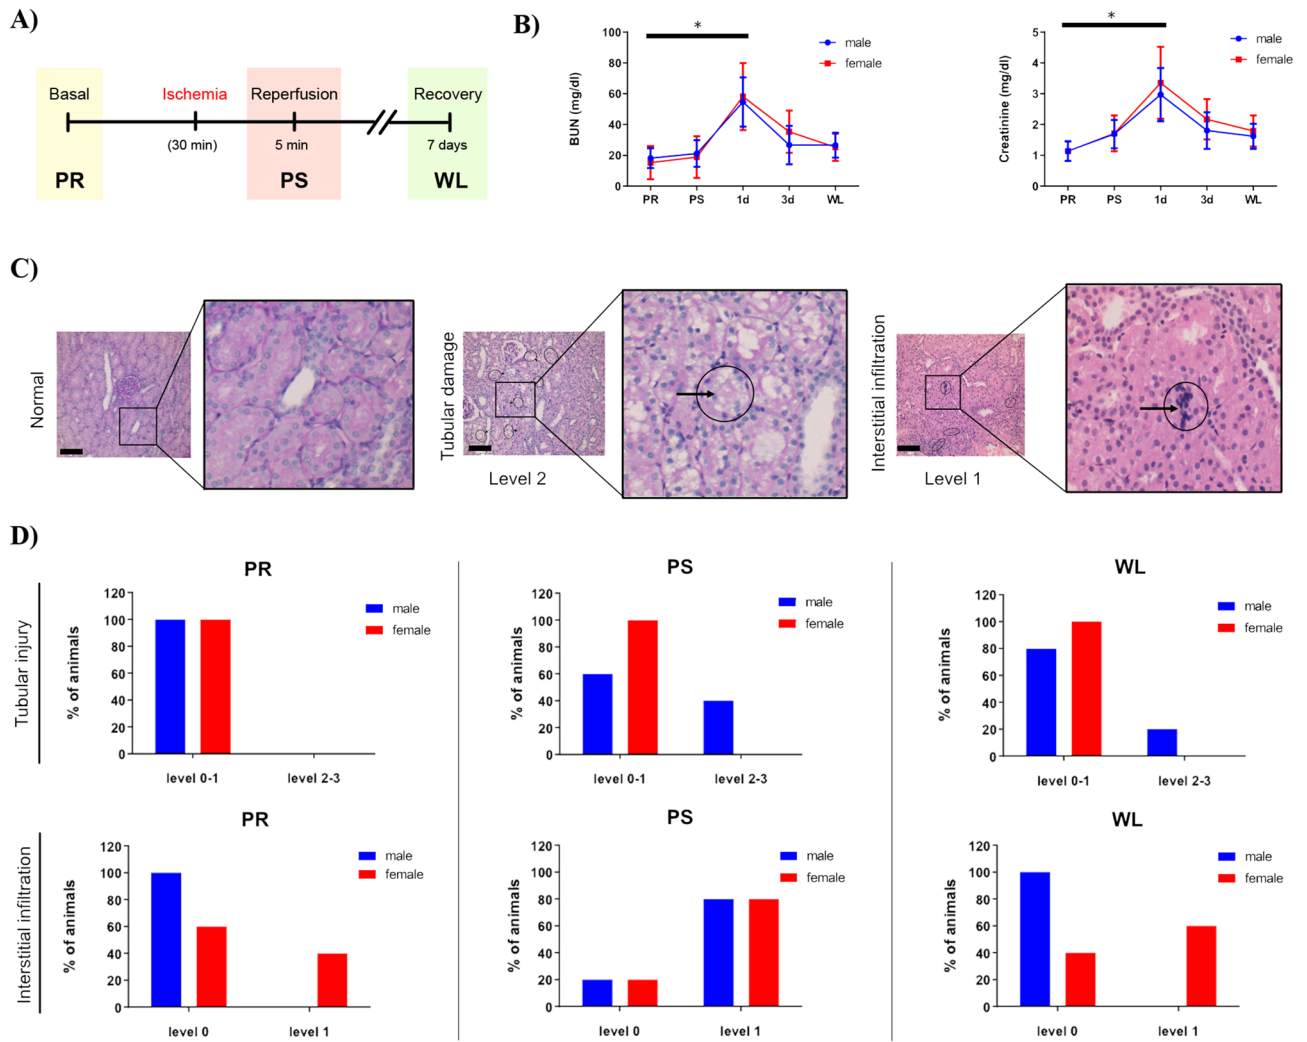 A)
Basal
Ischemia
Reperfusion
Recovery
(30 min)
5 min
7 days
PR
PS
WL
B)
*
100
80
60
40
20
0
BUN (mg/dl)
PR
PS
1d
3d
WL
male
female
*
5
4
3
2
1
0
Creatinine (mg/dl)
PR
PS
1d
3d
WL
male
female
C)
Normal
Tubular damage
Level 2
Interstitial infiltration
Level 1
D)
Tubular injury
PR
120
100
80
60
40
20
0
% of animals
level 0-1
level 2-3
male
female
PS
120
100
80
60
40
20
0
% of animals
level 0-1
level 2-3
male
female
WL
120
100
80
60
40
20
0
% of animals
level 0-1
level 2-3
male
female
Interstitial infiltration
PR
120
100
80
60
40
20
0
% of animals
level 0
level 1
male
female
PS
120
100
80
60
40
20
0
% of animals
level 0
level 1
male
female
WL
120
100
80
60
40
20
0
% of animals
level 0
level 1
male
female